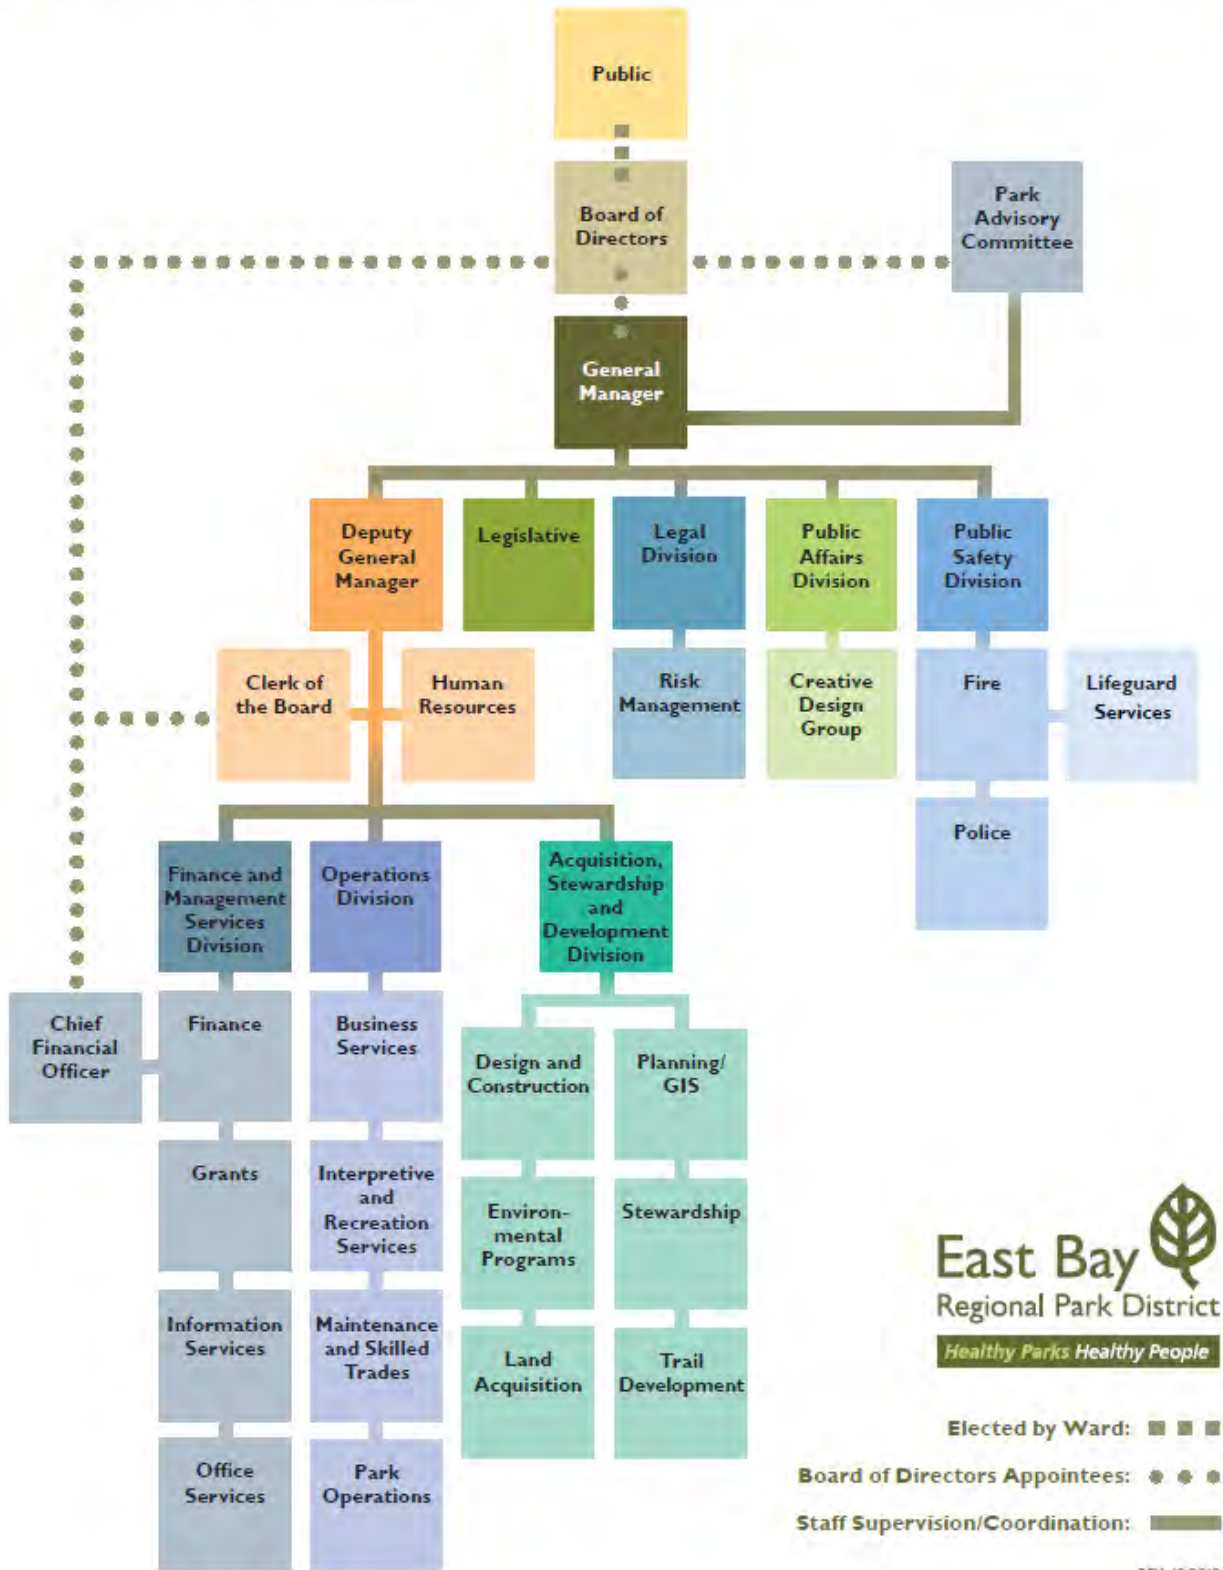 Public
Board of
Directors
Park
Advisory
Committee
General
Manager
Deputy
General
Manager
Legislative
Legal
Division
Public
Affairs
Division
Public
Safety
Division
Clerk of
the Board
Human
Resources
Risk
Management
Creative
Design
Group
Fire
Lifeguard
Services
Police
Finance and
Management
Services
Division
Operations
Division
Acquisition,
Stewardship
and
Development
Division
Chief
Financial
Officer
Finance
Business
Services
Design and
Construction
Planning/
GIS
Grants
Interpretive
and
Recreation
Services
Environ-
mental
Programs
Stewardship
Information
Services
Maintenance
and Skilled
Trades
Land
Acquisition
Trail
Development
Office
Services
Park
Operations
East Bay
Regional Park District
Healthy Parks Healthy People
Elected by Ward:
Board of Directors Appointees:
Staff Supervision/Coordination: